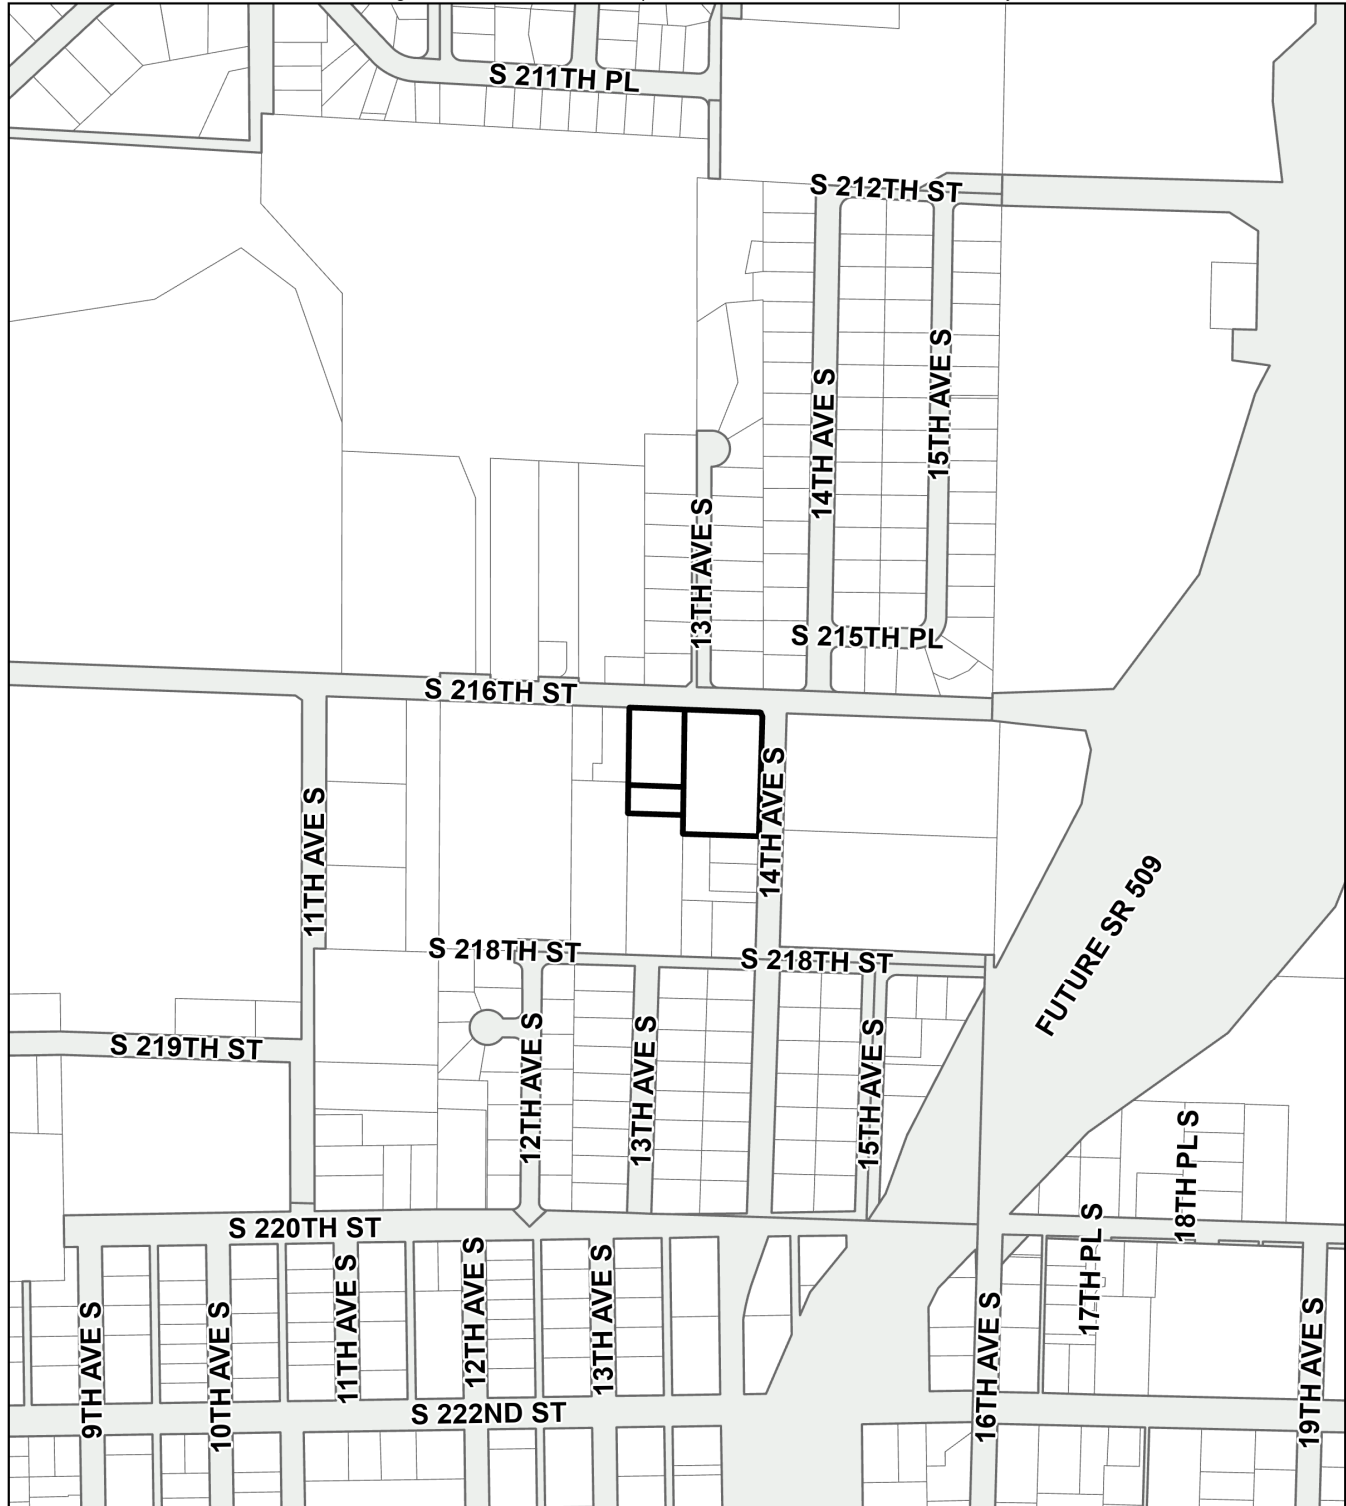 S 211TH PL
S 212TH ST
15TH AVE S
14TH AVE S
13TH AVE S
S 215TH PL
S 216TH ST
14TH AVE S
11TH AVE S
FUTURE SR 509
S 218TH ST
S 218TH ST
S 219TH ST
12TH AVE S
13TH AVE S
15TH AVE S
18TH PL S
S 220TH ST
17TH PL S
9TH AVE S
10TH AVE S
11TH AVE S
12TH AVE S
13TH AVE S
16TH AVE S
19TH AVE S
S 222ND ST